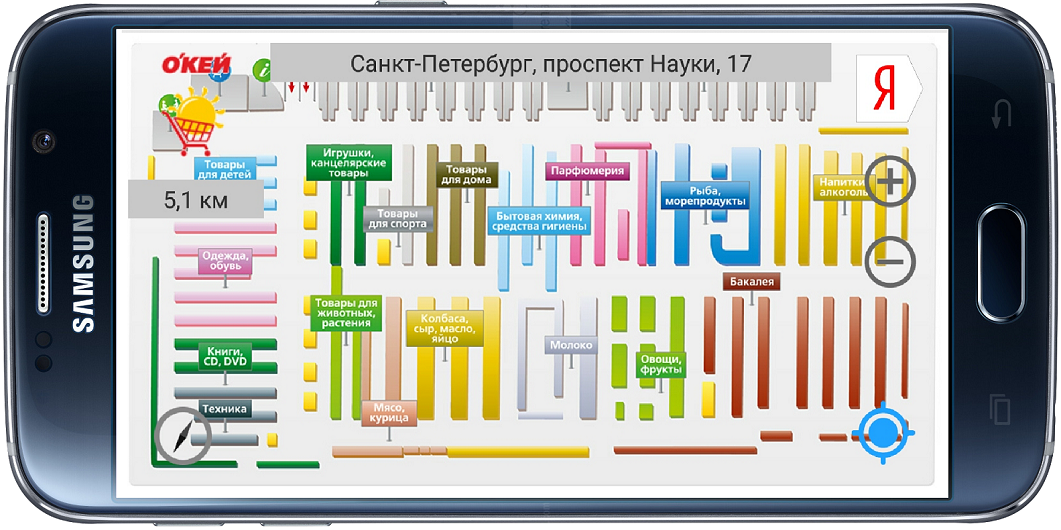 О'КЕЙ
Санкт-Петербург, проспект Науки, 17
Я
Товары
для детей
5,1 км
Игрушки,
канцелярские
товары
Товары
для спорта
Товары
для дома
Бытовая химия,
средства гигиены
Парфюмерия
Рыба,
морепродукты
Напитки,
алкоголь
Одежда,
обувь
Бакалея
Товары для
животных,
растения
Колбаса,
сыр, масло,
яйцо
Молоко
Овощи,
фрукты
Книги,
CD, DVD
Техника
Мясо,
курица
SAMSUNG